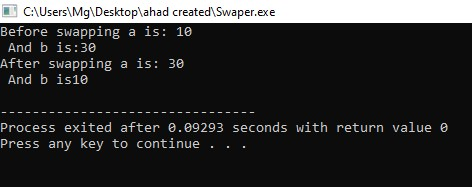 C:\Users\Mg\Desktop\ahad created\Swaper.exe
Before swapping a is: 10
 And b is:30
After swapping a is: 30
 And b is10

--------------------------------
Process exited after 0.09293 seconds with return value 0
Press any key to continue . . .